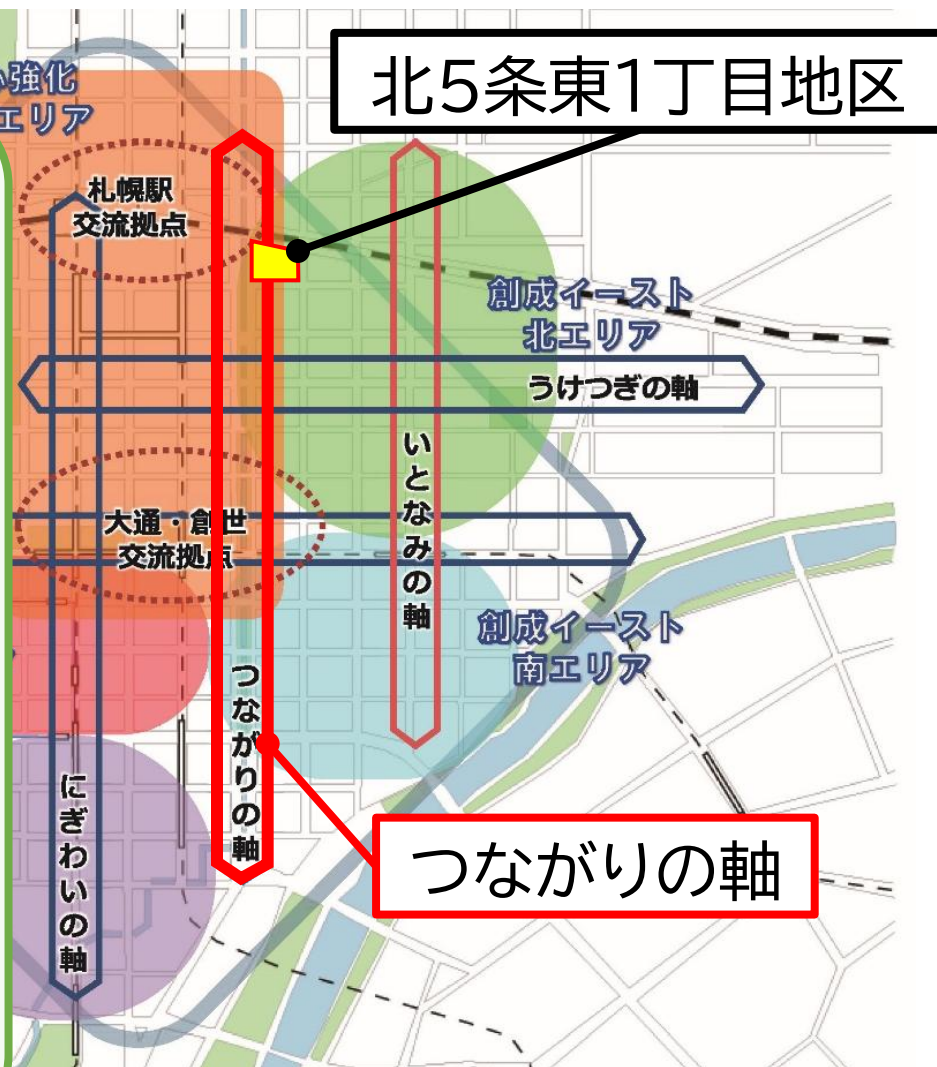 北5条東1丁目地区
強化
エリア
札幌駅
交流拠点
創成イースト
北エリア
うけつぎの軸
いとなみの軸
大通・創世
交流拠点
創成イースト
南エリア
つながりの軸
にぎわいの軸
つながりの軸